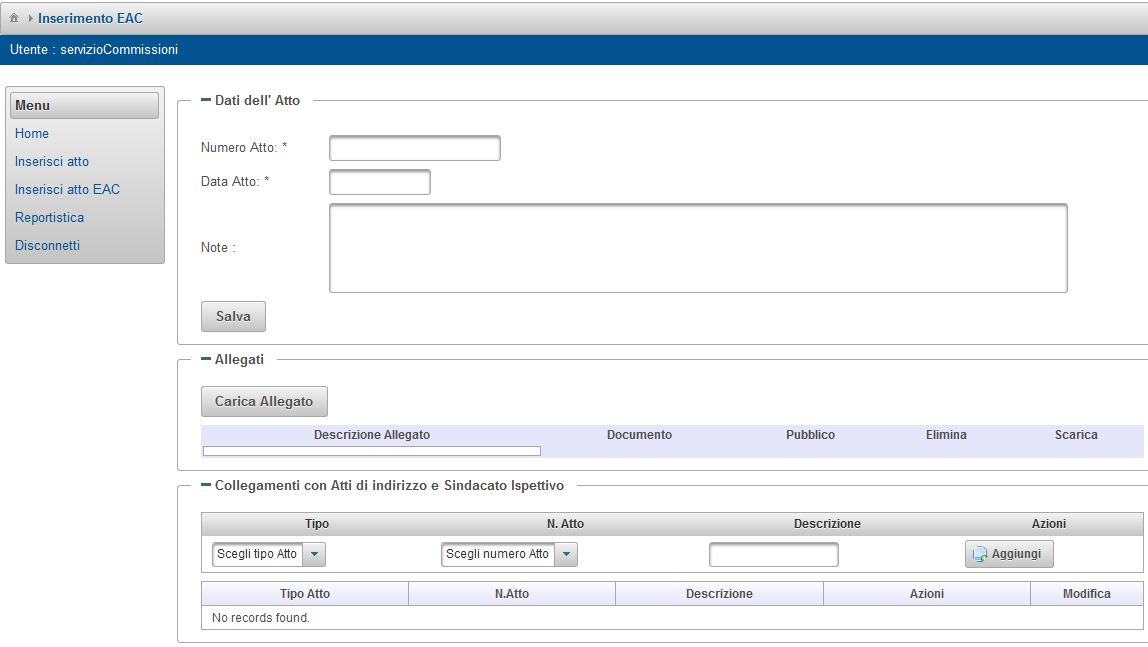 Inserimento EAC
Utente : servizioCommissioni
Menu
Home
Inserisci atto
Inserisci atto EAC
Reportistica
Disconnetti
Dati dell' Atto
Numero Atto: *
Data Atto: *
Note :
Salva
Allegati
Carica Allegato
Descrizione Allegato Documento Pubblico Elimina Scarica
Collegamenti con Atti di indirizzo e Sindacato Ispettivo
Tipo N. Atto Descrizione Azioni
Scegli tipo Atto Scegli numero Atto Aggiungi
Tipo Atto N.Atto Descrizione Azioni Modifica
No records found.